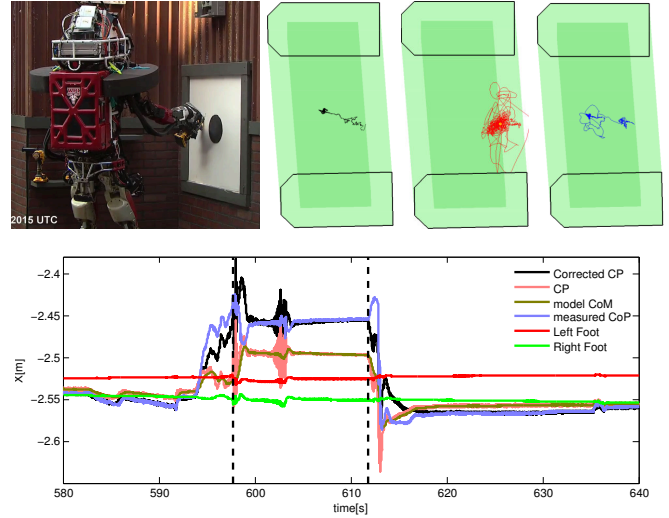 2015 UTC
−2.4
−2.45
−2.5
−2.55
−2.6
X[m]
580
590
600
610
620
630
640
time[s]
Corrected CP
CP
model CoM
measured CoP
Left Foot
Right Foot